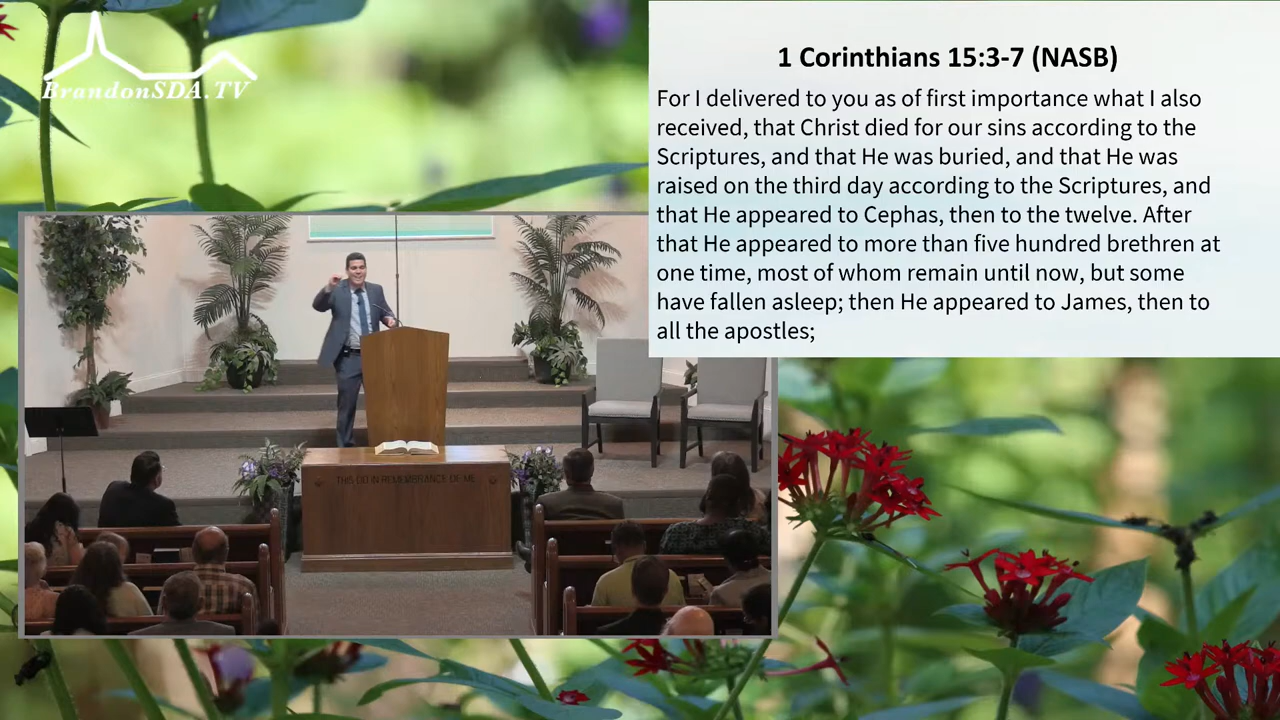 BrandonSDA.TV
1 Corinthians 15:3-7 (NASB)
For I delivered to you as of first importance what I also
received, that Christ died for our sins according to the
Scriptures, and that He was buried, and that He was
raised on the third day according to the Scriptures, and
that He appeared to Cephas, then to the twelve. After
that He appeared to more than five hundred brethren at
one time, most of whom remain until now, but some
have fallen asleep; then He appeared to James, then to
all the apostles;
THIS DO IN REMEMBRANCE OF ME